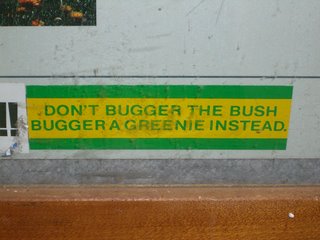 DON'T BUGGER THE BUSH
BUGGER A GREENIE INSTEAD.